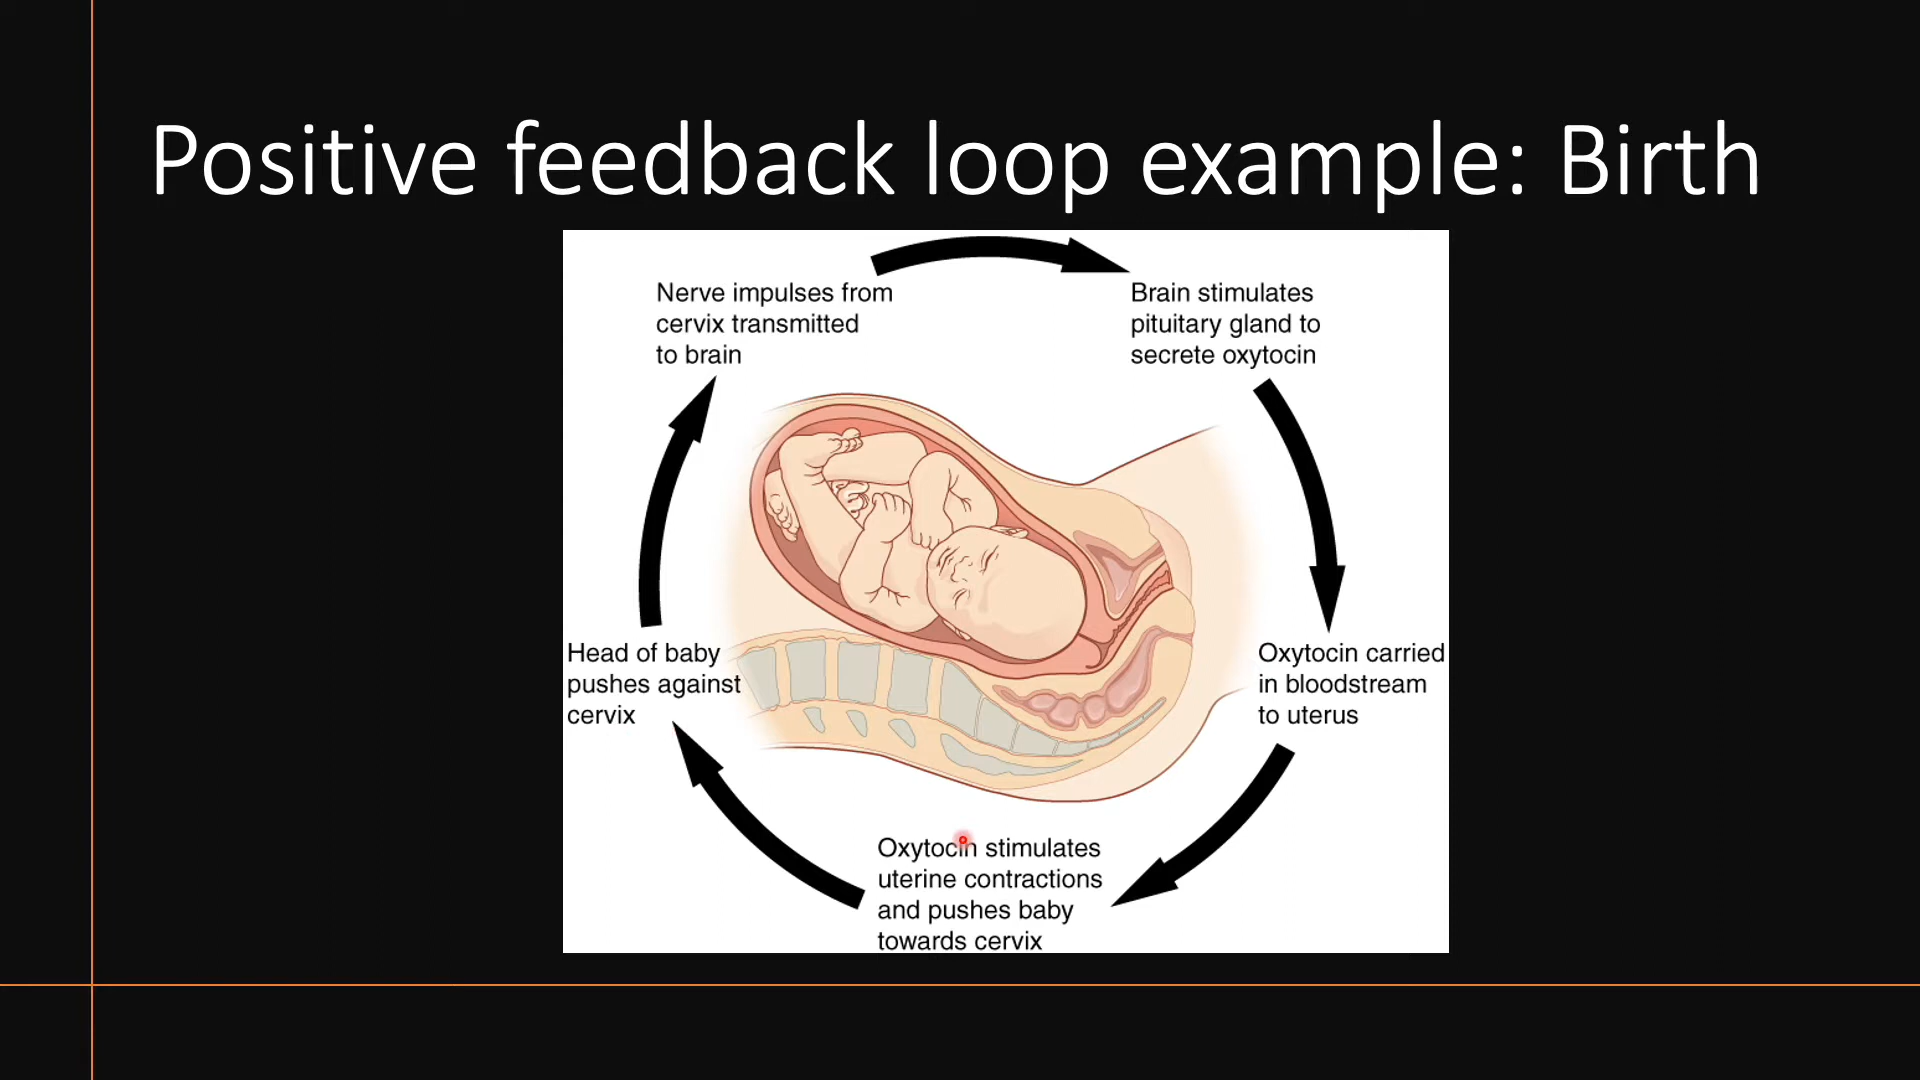 Positive feedback loop example: Birth
Nerve impulses from
cervix transmitted
to brain
Brain stimulates
pituitary gland to
secrete oxytocin
Oxytocin carried
in bloodstream
to uterus
Oxytocin stimulates
uterine contractions
and pushes baby
towards cervix
Head of baby
pushes against
cervix